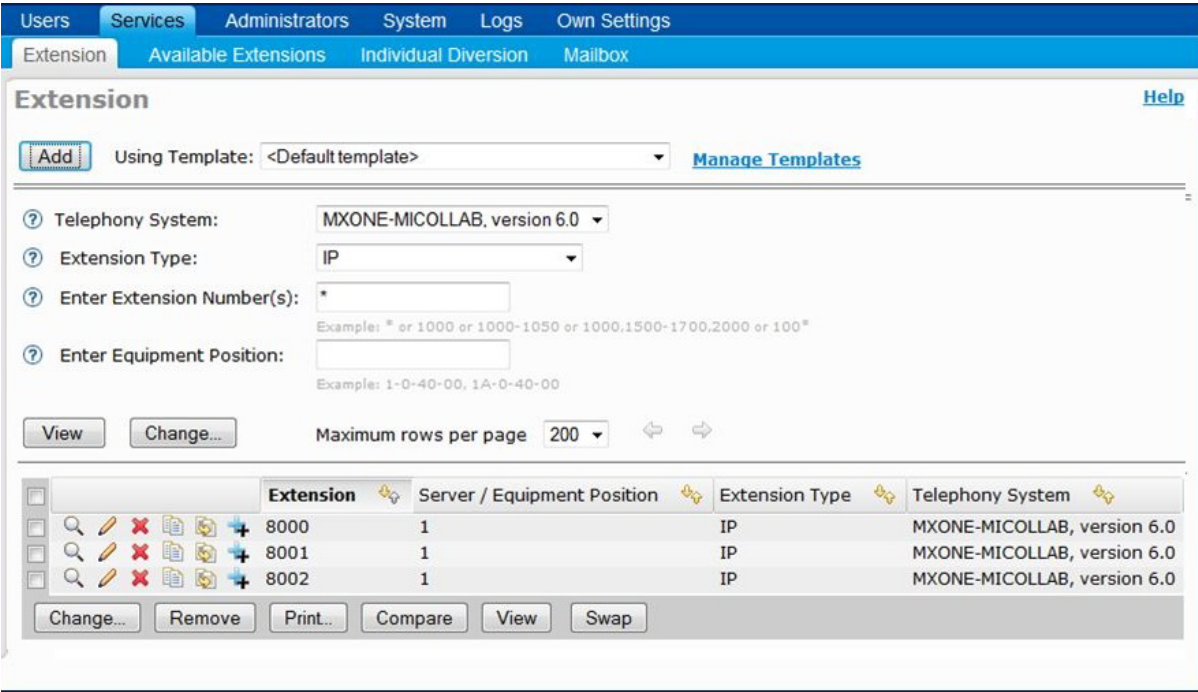 Users Services Administrators System Logs Own Settings
Extension Available Extensions Individual Diversion Mailbox
Extension Help
Add Using Template: <Default template> Manage Templates
? Telephony System: MXONE-MICOLLAB, version 6.0
? Extension Type: IP
? Enter Extension Number(s): *
Example: * or 1000 or 1000-1050 or 1000,1500-1700,2000 or 100*
? Enter Equipment Position:
Example: 1-0-40-00, 1A-0-40-00
View Change... Maximum rows per page 200
Extension Server / Equipment Position Extension Type Telephony System
8000 1 IP MXONE-MICOLLAB, version 6.0
8001 1 IP MXONE-MICOLLAB, version 6.0
8002 1 IP MXONE-MICOLLAB, version 6.0
Change... Remove Print... Compare View Swap